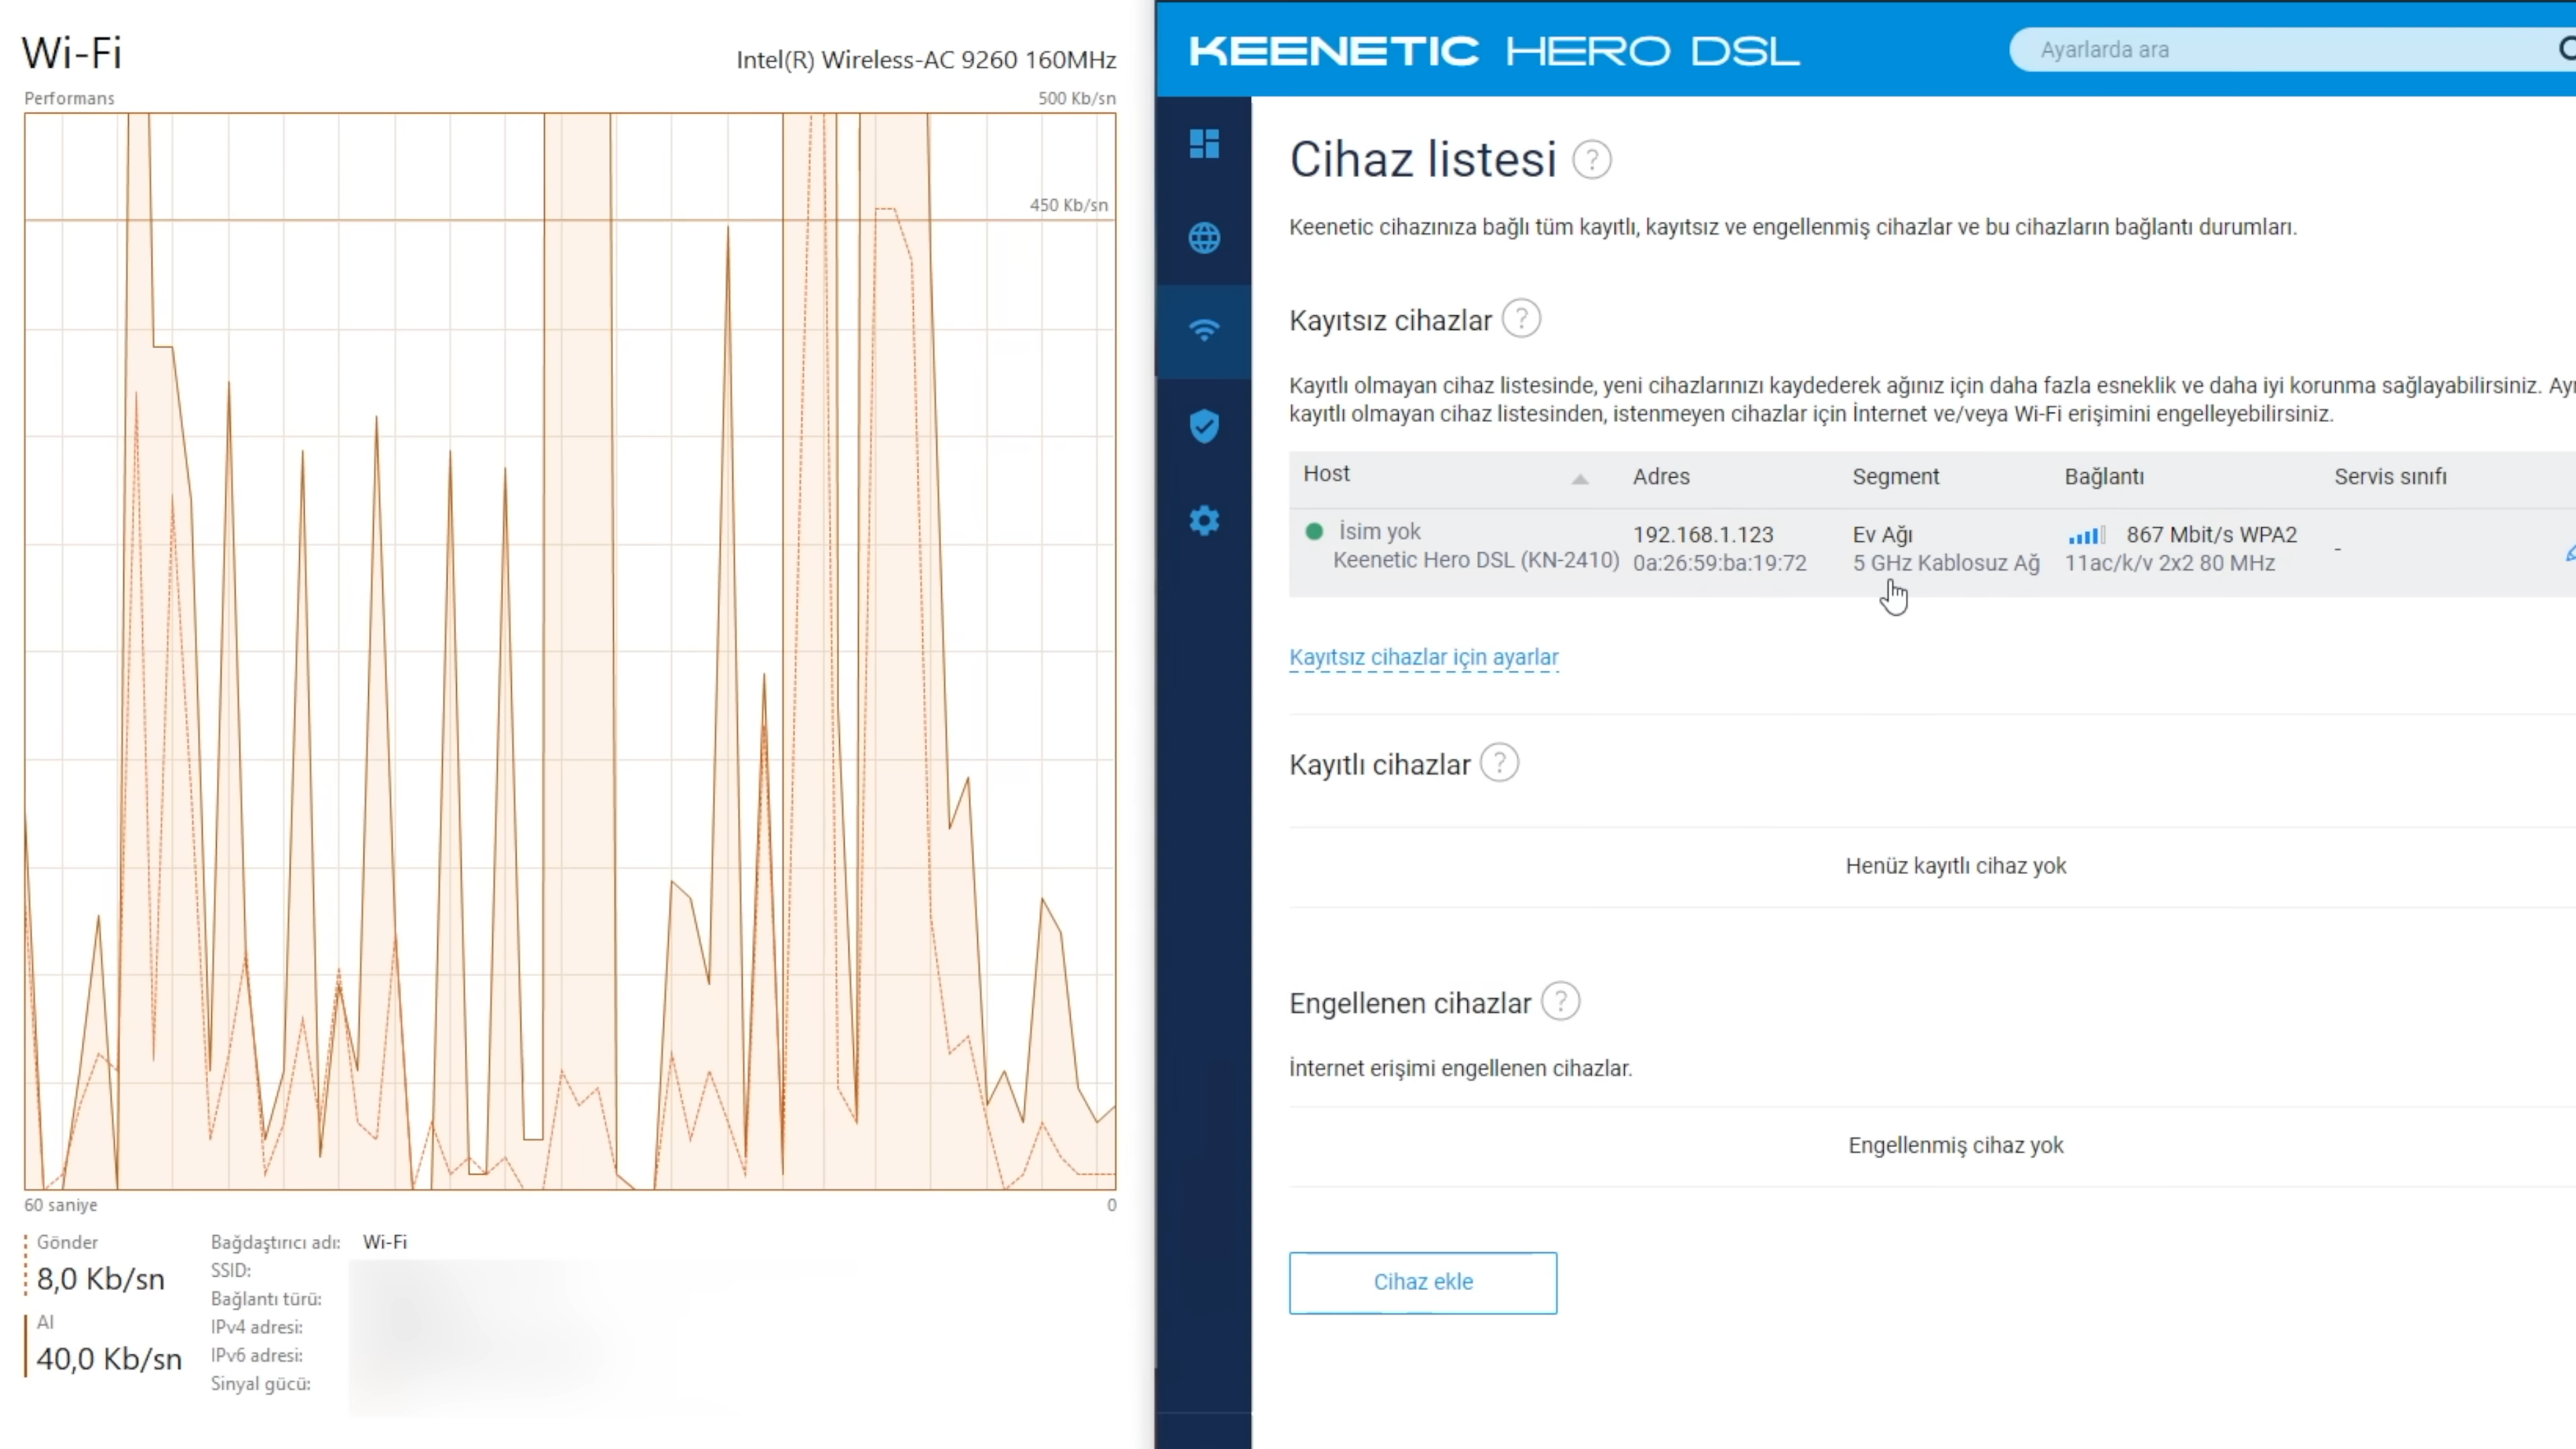 Wi-Fi
Intel(R) Wireless-AC 9260 160MHz
Performans
500 Kb/sn
450 Kb/sn
60 saniye
0
Gönder
8,0 Kb/sn
Al
40,0 Kb/sn
Bağdaştırıcı adı: Wi-Fi
SSID:
Bağlantı türü:
IPv4 adresi:
IPv6 adresi:
Sinyal gücü:
KEENETIC HERO DSL
Ayarlarda ara
Cihaz listesi ?
Keenetic cihazınıza bağlı tüm kayıtlı, kayıtsız ve engellenmiş cihazlar ve bu cihazların bağlantı durumları.
Kayıtsız cihazlar ?
Kayıtlı olmayan cihaz listesinde, yeni cihazlarınızı kaydederek ağınız için daha fazla esneklik ve daha iyi korunma sağlayabilirsiniz.
kayıtlı olmayan cihaz listesinden, istenmeyen cihazlar için İnternet ve/veya Wi-Fi erişimini engelleyebilirsiniz.
Host Adres Segment Bağlantı Servis sınıfı
İsim yok 192.168.1.123 Ev Ağı 867 Mbit/s WPA2 -
Keenetic Hero DSL (KN-2410) 0a:26:59:ba:19:72 5 GHz Kablosuz Ağ 11ac/k/v 2x2 80 MHz
Kayıtsız cihazlar için ayarlar
Kayıtlı cihazlar ?
Henüz kayıtlı cihaz yok
Engellenen cihazlar ?
İnternet erişimi engellenen cihazlar.
Engellenmiş cihaz yok
Cihaz ekle